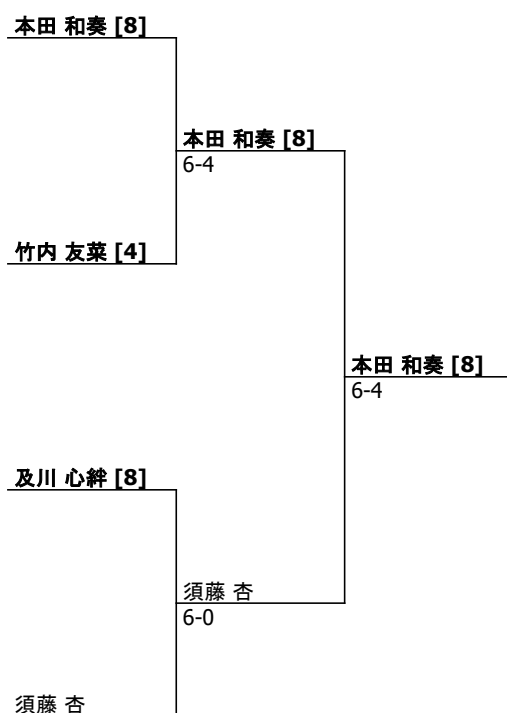 本田 和奏 [8]
本田 和奏 [8]
6-4
竹内 友菜 [4]
本田 和奏 [8]
6-4
及川 心絆 [8]
須藤 杏
6-0
須藤 杏